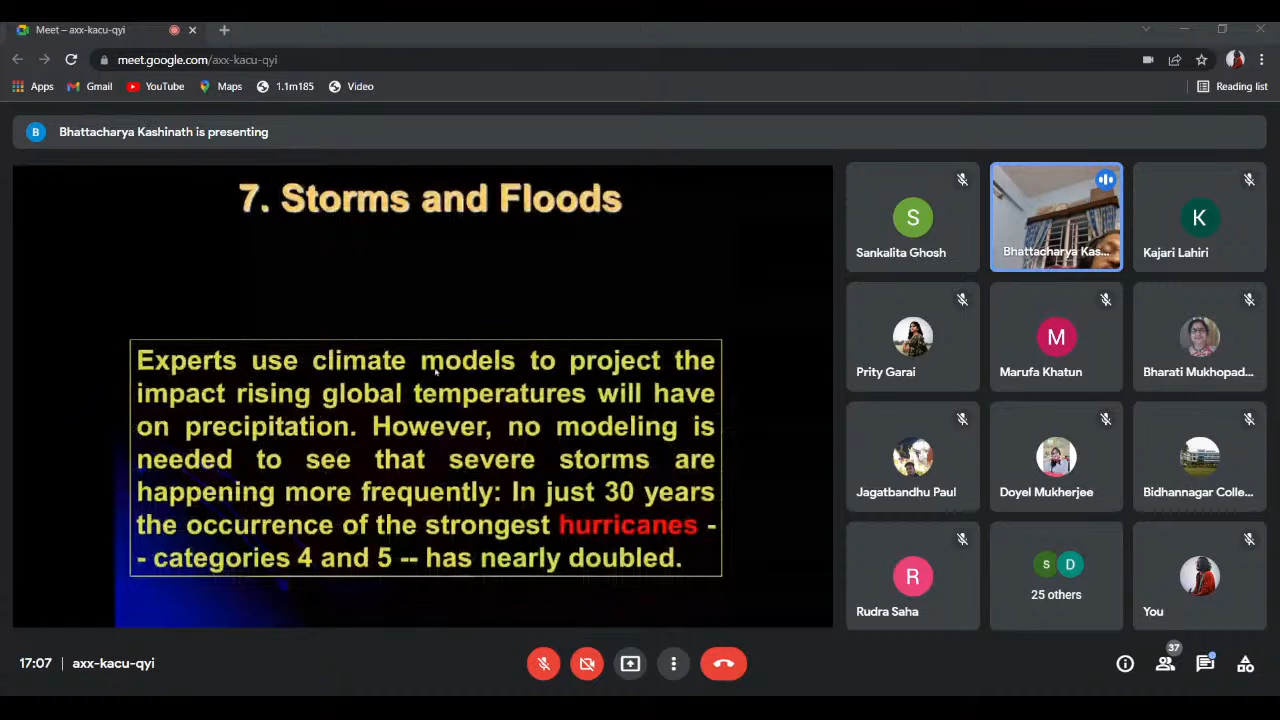 Meet – axx-kacu-qyi
meet.google.com/axx-kacu-qyi
Apps Gmail YouTube Maps 1.1m185 Video Reading list
B Bhattacharya Kashinath is presenting
7. Storms and Floods
Experts use climate models to project the
impact rising global temperatures will have
on precipitation. However, no modeling is
needed to see that severe storms are
happening more frequently: In just 30 years
the occurrence of the strongest hurricanes -
- categories 4 and 5 -- has nearly doubled.
S
Sankalita Ghosh
Bhattacharya Kas...
K
Kajari Lahiri
Prity Garai
M
Marufa Khatun
Bharati Mukhopad...
Jagatbandhu Paul
Doyel Mukherjee
Bidhannagar Colle...
R
Rudra Saha
S D
25 others
You
17:07 | axx-kacu-qyi
37